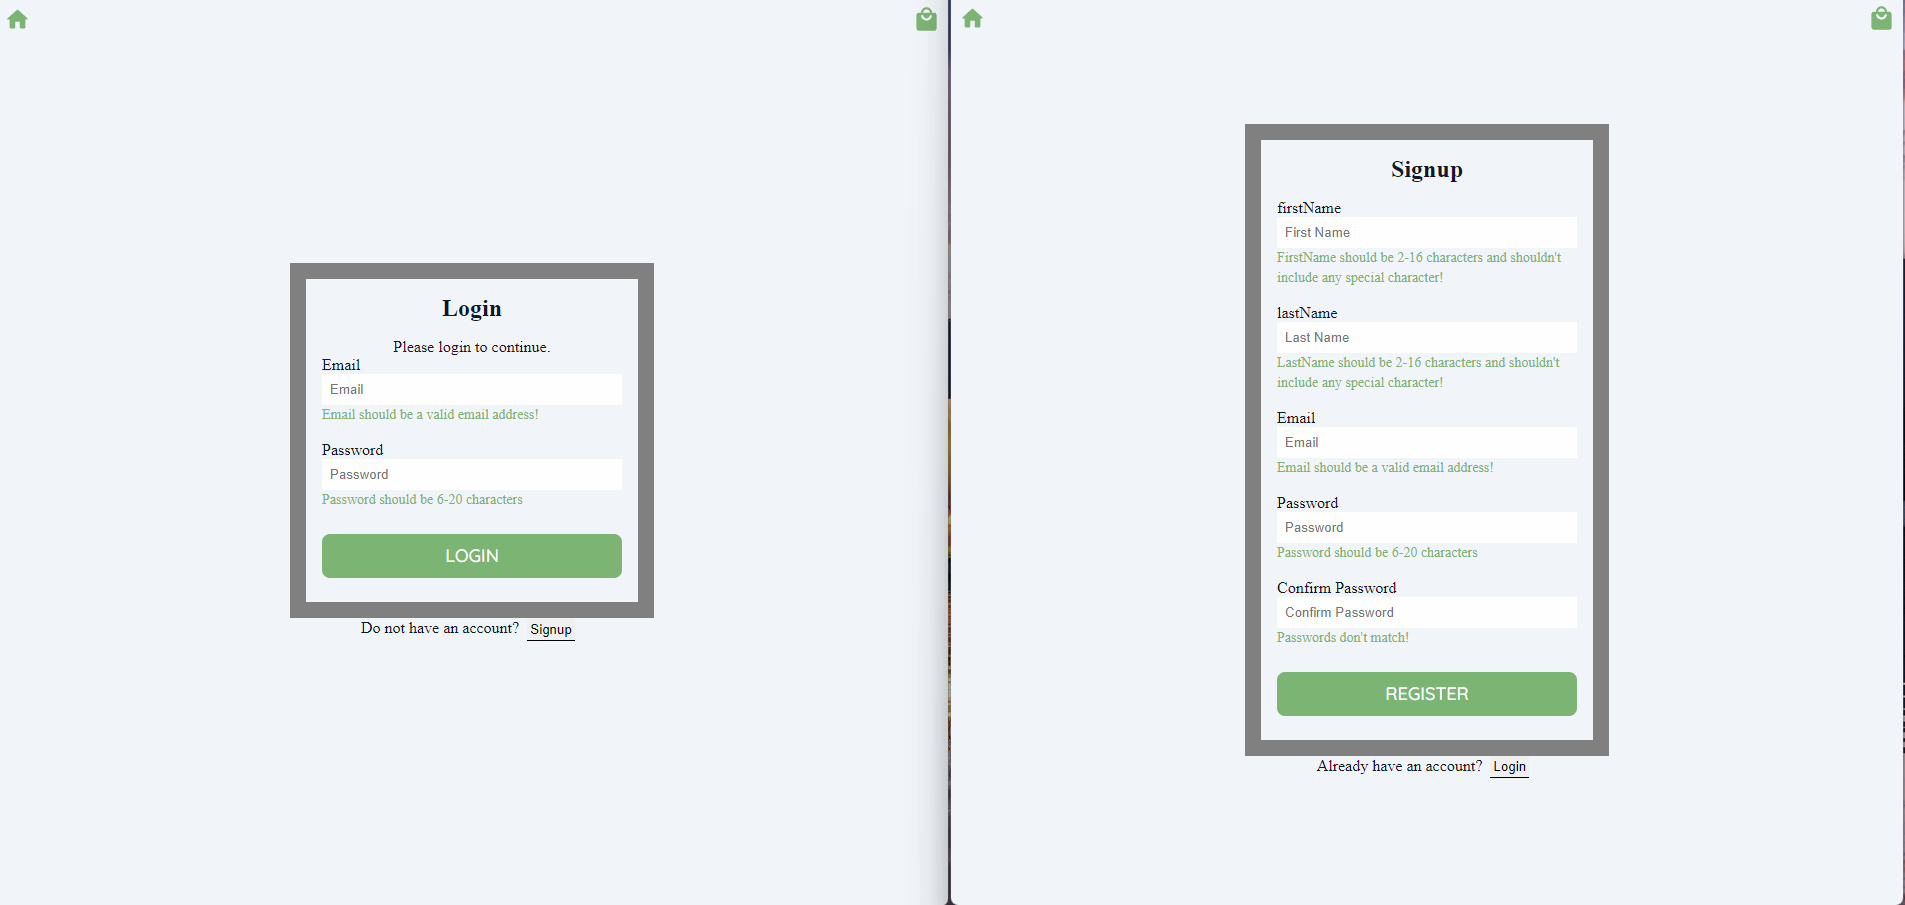 Login
Please login to continue.
Email
Email
Email should be a valid email address!
Password
Password
Password should be 6-20 characters
LOGIN
Do not have an account? Signup
Signup
firstName
First Name
FirstName should be 2-16 characters and shouldn't
include any special character!
lastName
Last Name
LastName should be 2-16 characters and shouldn't
include any special character!
Email
Email
Email should be a valid email address!
Password
Password
Password should be 6-20 characters
Confirm Password
Confirm Password
Passwords don't match!
REGISTER
Already have an account? Login